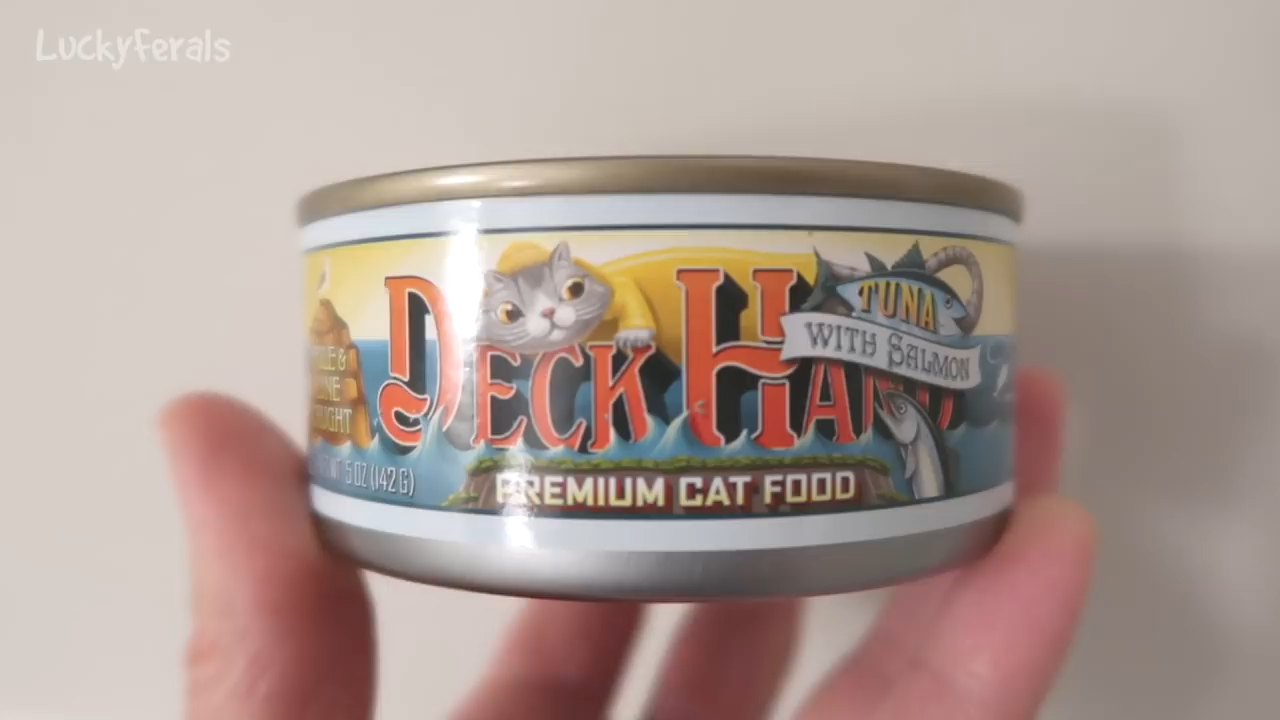 LuckyFerals
DECK HAND
TUNA
WITH SALMON
5 OZ (142 G)
PREMIUM CAT FOOD